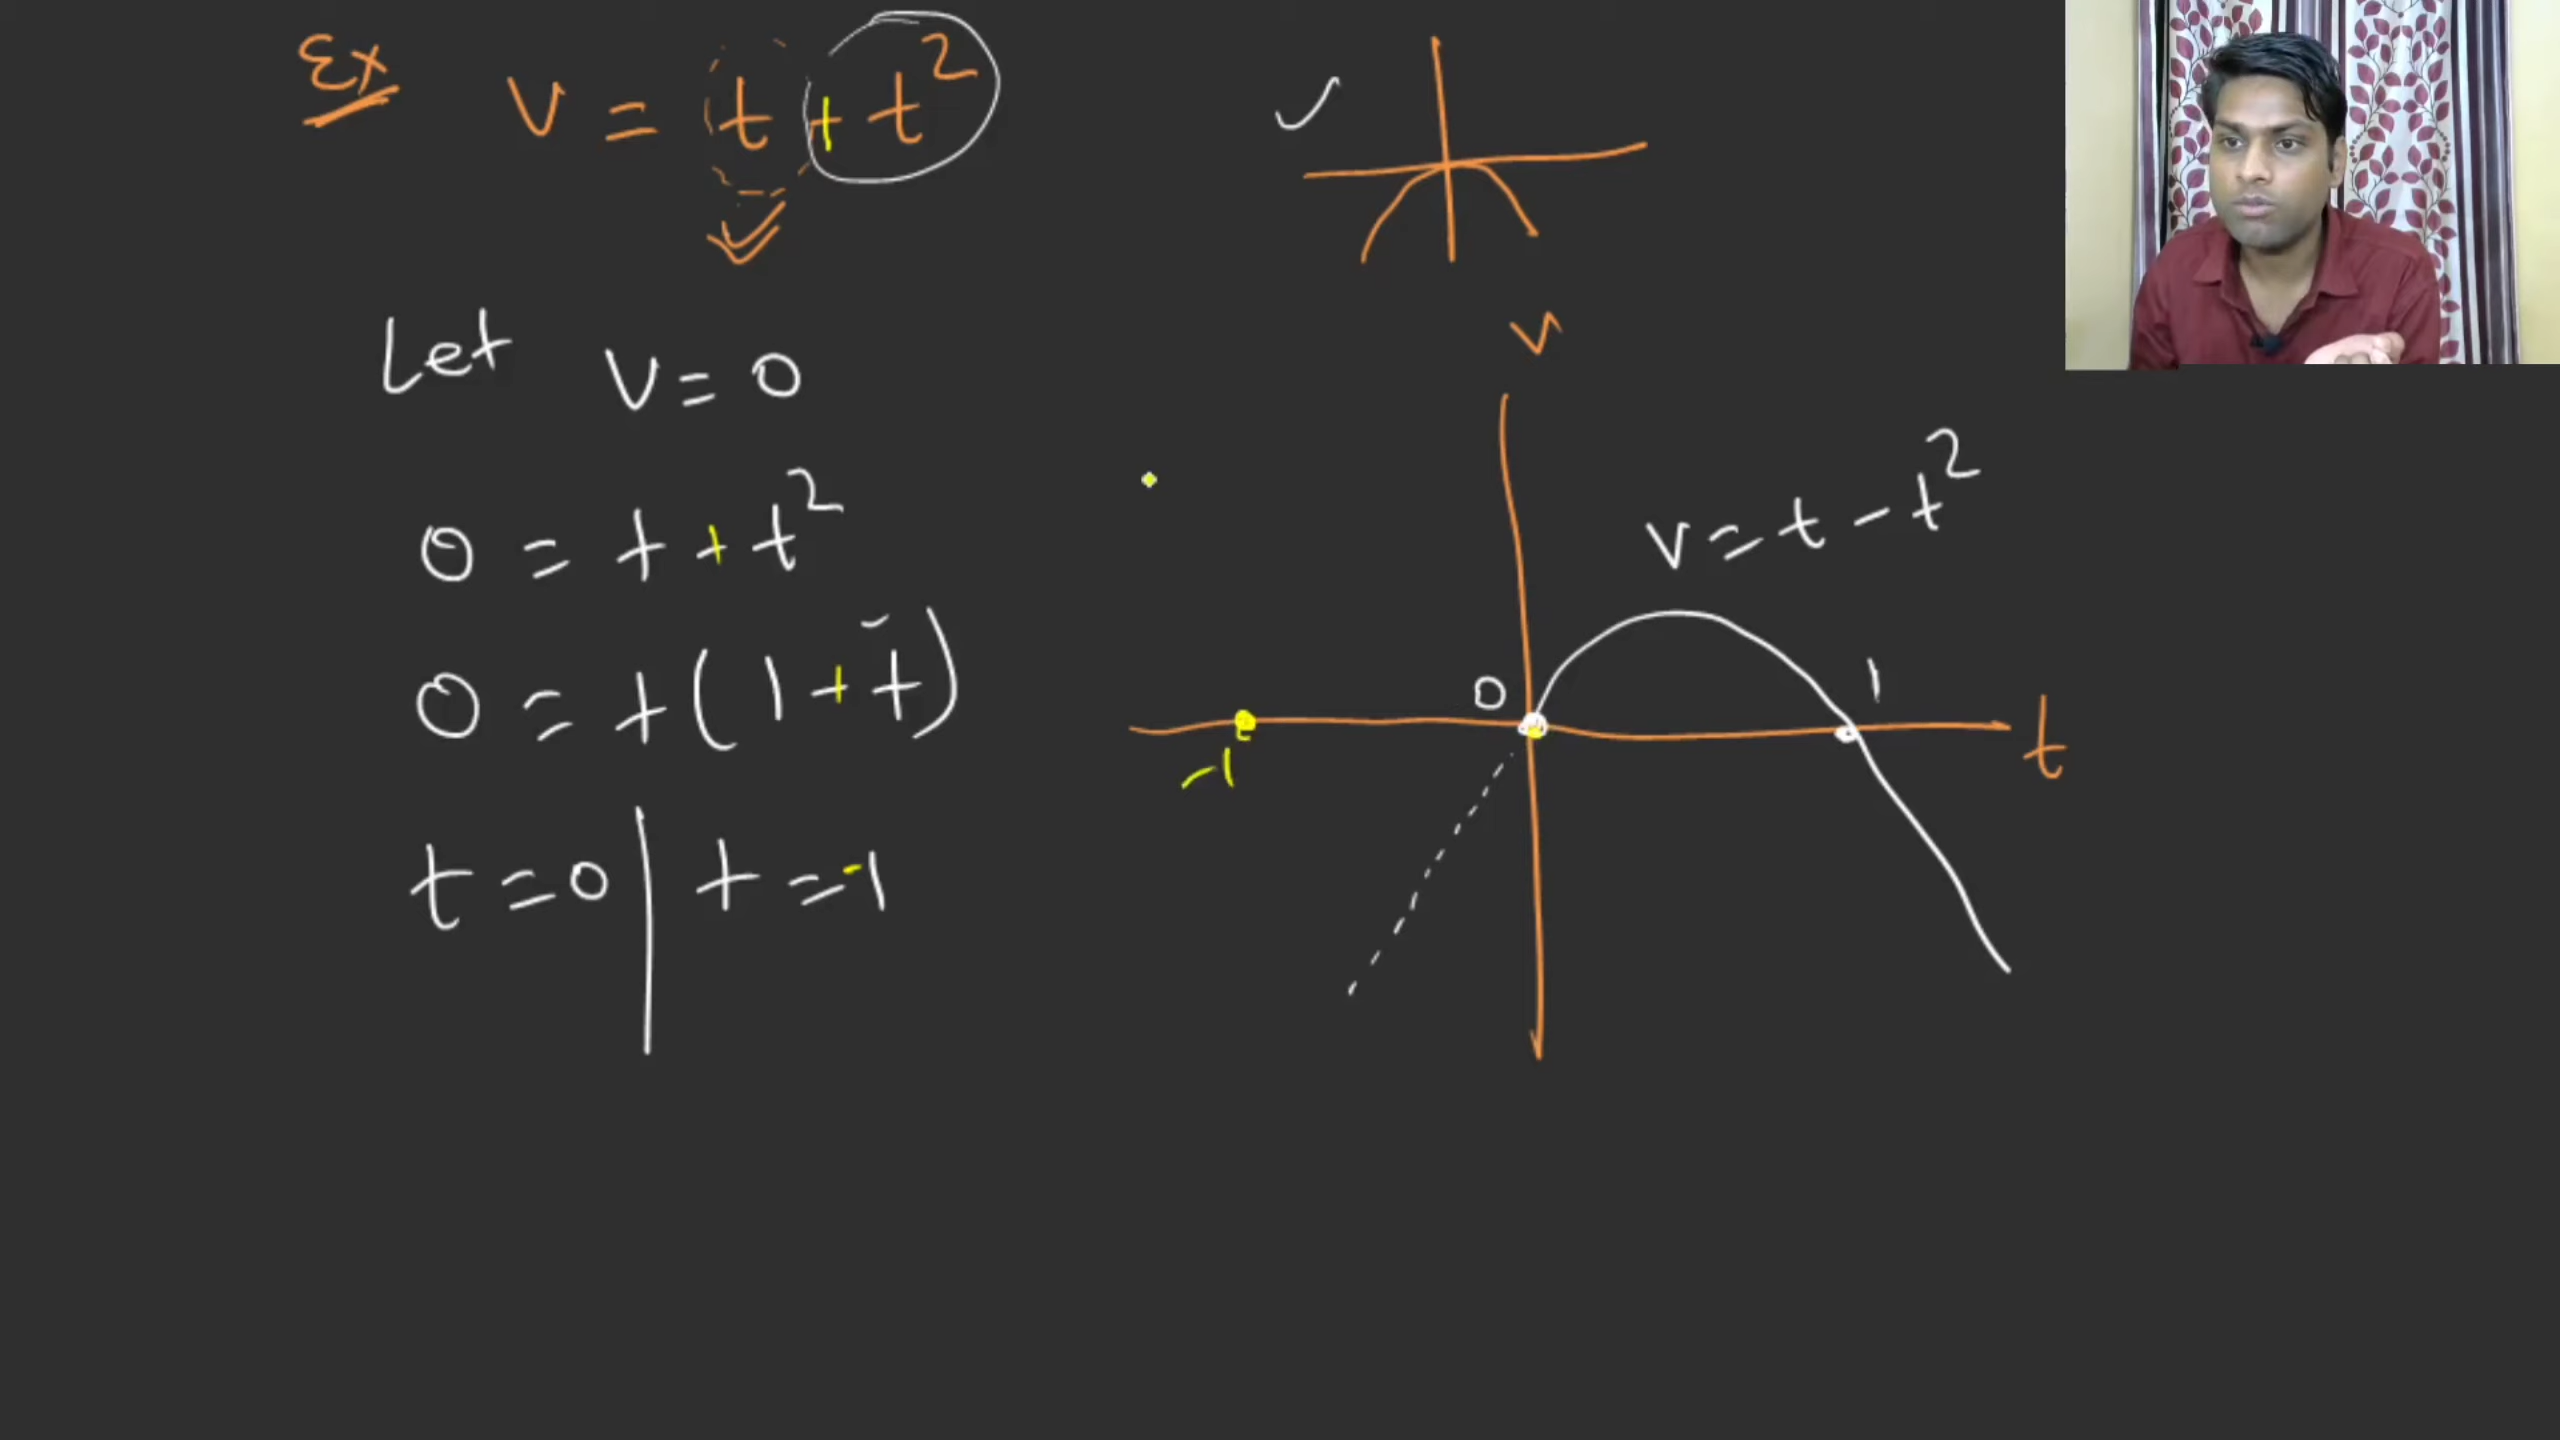 Ex v = t + t²
v
Let v = 0
v = t - t²
0 = t + t²
0 = t(1 + t)
0 1
t
-1
t = 0 | t = -1